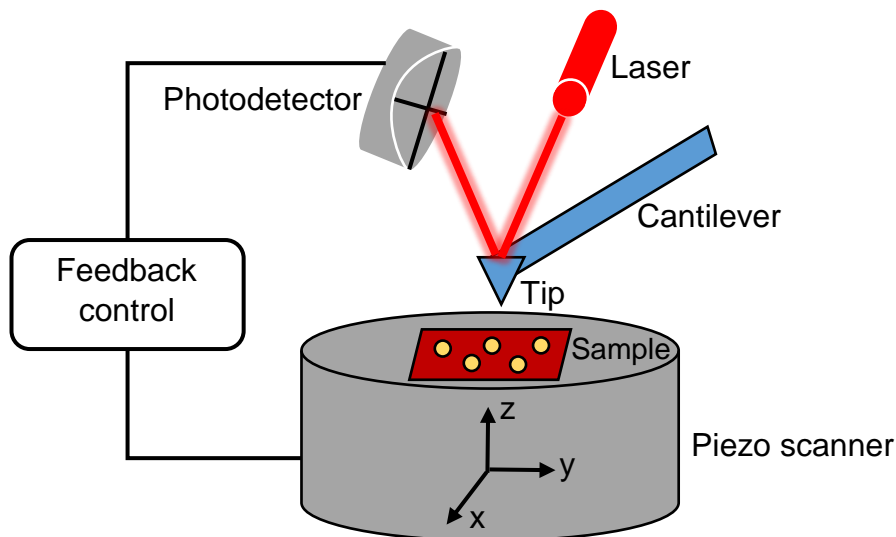 Laser
Photodetector
Cantilever
Feedback
control
Tip
Sample
z
Piezo scanner
y
x